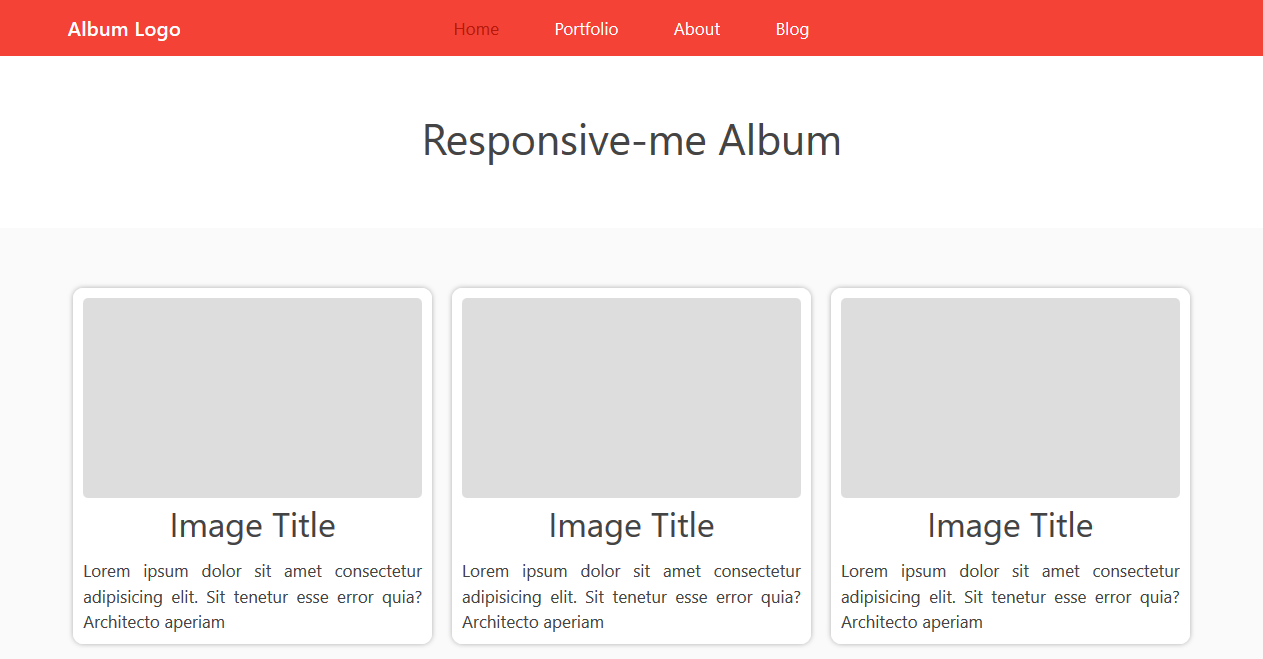 Album Logo
Home
Portfolio
About
Blog
Responsive-me Album
Image Title
Lorem ipsum dolor sit amet consectetur
adipisicing elit. Sit tenetur esse error quia?
Architecto aperiam
Image Title
Lorem ipsum dolor sit amet consectetur
adipisicing elit. Sit tenetur esse error quia?
Architecto aperiam
Image Title
Lorem ipsum dolor sit amet consectetur
adipisicing elit. Sit tenetur esse error quia?
Architecto aperiam